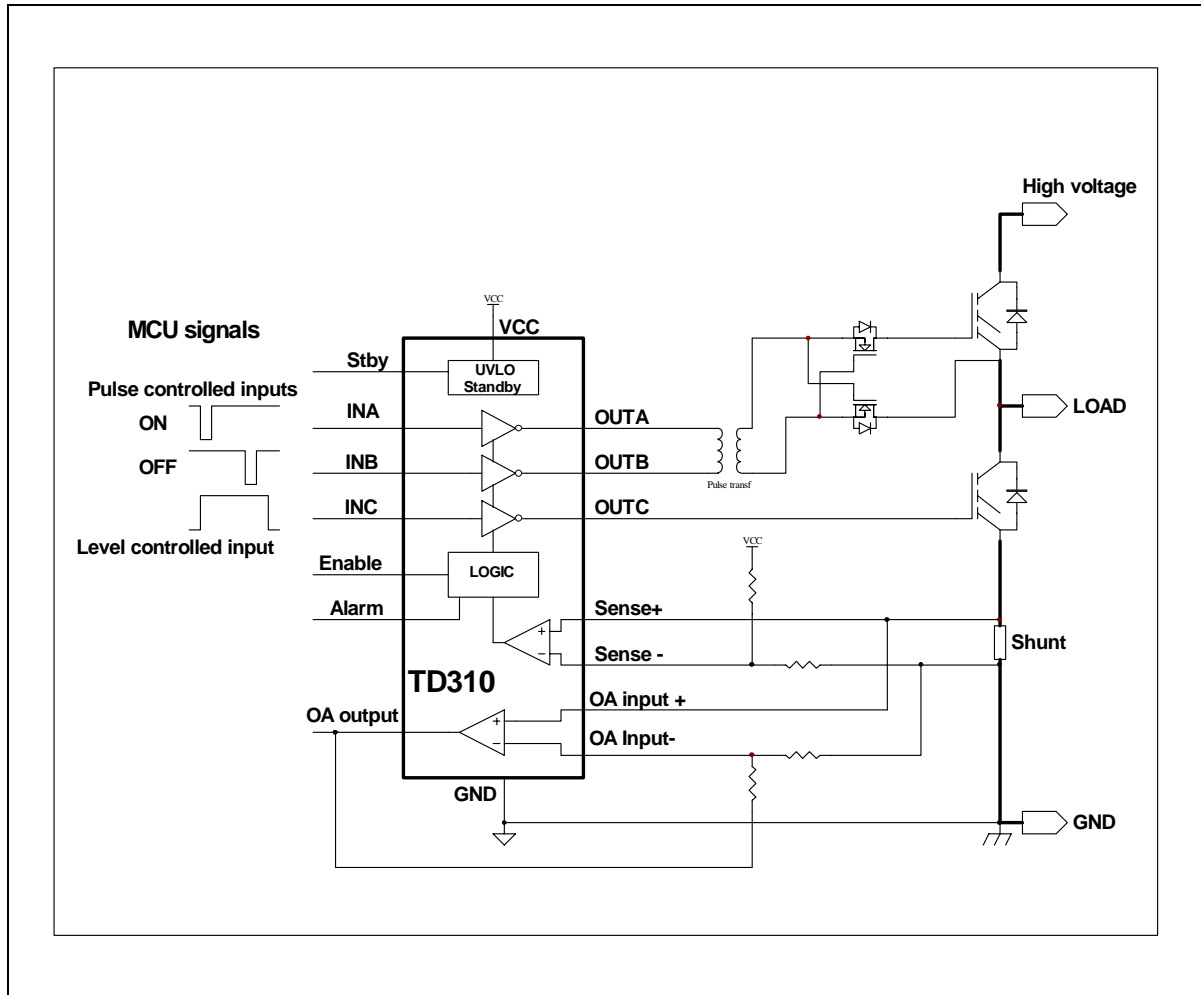 High voltage
VCC
MCU signals
VCC
Stby
UVLO
Standby
Pulse controlled inputs
ON
INA
OUTA
LOAD
OFF
INB
OUTB
Pulse transf
INC
OUTC
Level controlled input
VCC
Enable
LOGIC
Alarm
Sense+
+
Shunt
Sense -
−
TD310
OA input +
OA output
+
OA Input-
−
GND
GND